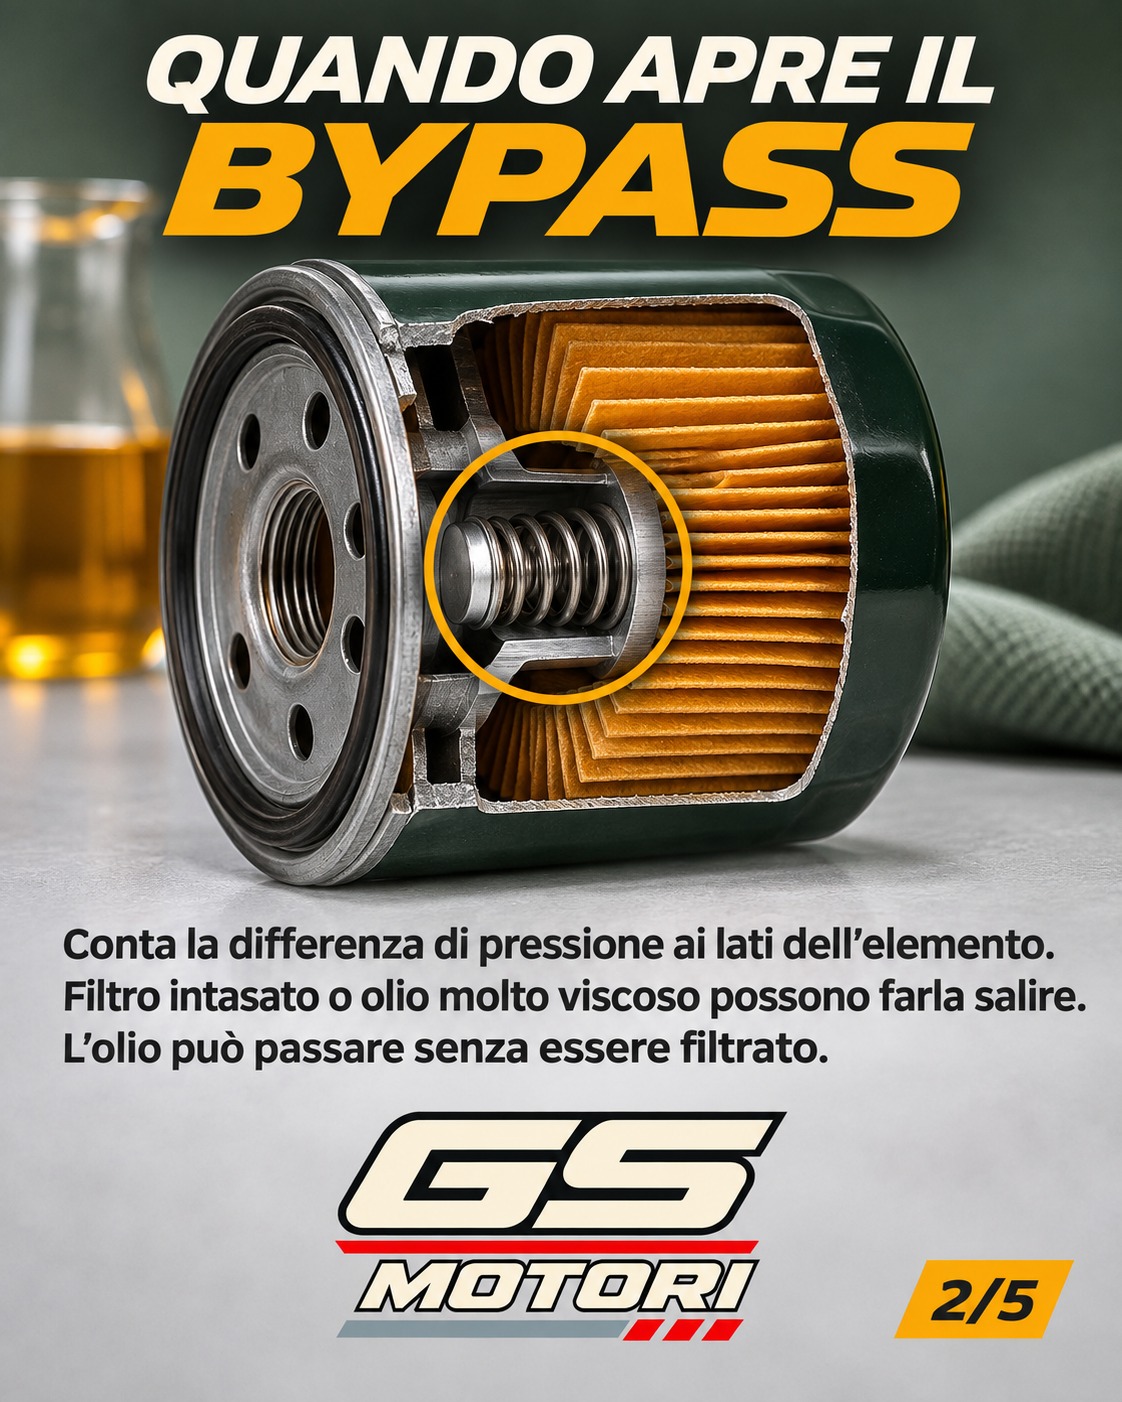 QUANDO APRE IL
BYPASS
Conta la differenza di pressione ai lati dell’elemento.
Filtro intasato o olio molto viscoso possono farla salire.
L’olio può passare senza essere filtrato.
GS
MOTORI
2/5